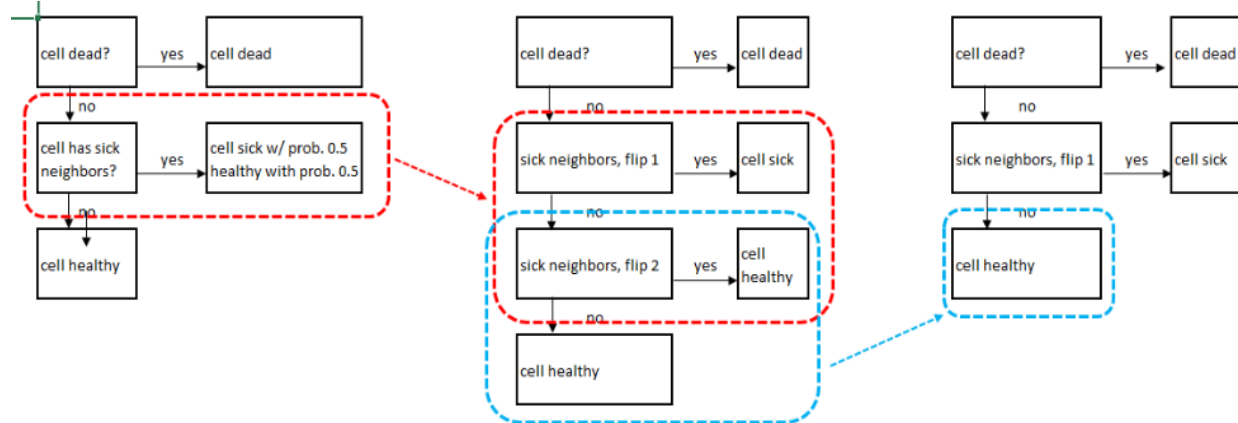 cell dead?
yes
cell dead
no
cell has sick
neighbors?
yes
cell sick w/ prob. 0.5
healthy with prob. 0.5
no
cell healthy
cell dead?
yes
cell dead
no
sick neighbors, flip 1
yes
cell sick
no
sick neighbors, flip 2
yes
cell
healthy
no
cell healthy
cell dead?
yes
cell dead
no
sick neighbors, flip 1
yes
cell sick
no
cell healthy